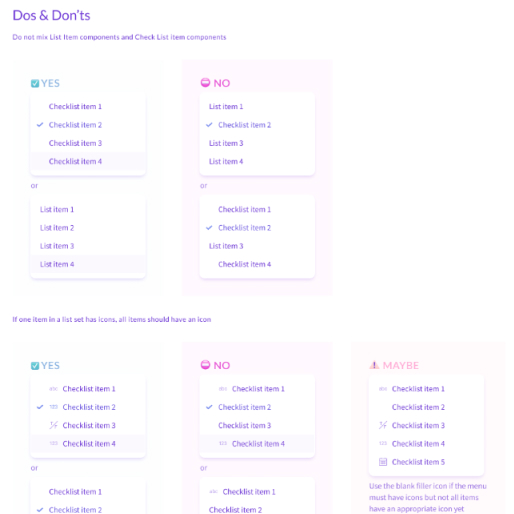 Dos & Don'ts
Do not mix List Item components and Check List item components
YES
Checklist item 1
Checklist item 2
Checklist item 3
Checklist item 4
or
List item 1
List item 2
List item 3
List item 4
NO
List item 1
Checklist item 2
List item 3
List item 4
or
Checklist item 1
Checklist item 2
List item 3
Checklist item 4
If one item in a list set has icons, all items should have an icon
YES
Checklist item 1
Checklist item 2
Checklist item 3
Checklist item 4
or
Checklist item 1
Checklist item 2
NO
Checklist item 1
Checklist item 2
Checklist item 3
Checklist item 4
or
Checklist item 1
Checklist item 2
MAYBE
Checklist item 1
Checklist item 2
Checklist item 3
Checklist item 4
Checklist item 5
Use the blank filler icon if the menu
must have icons but not all items
have an appropriate icon yet